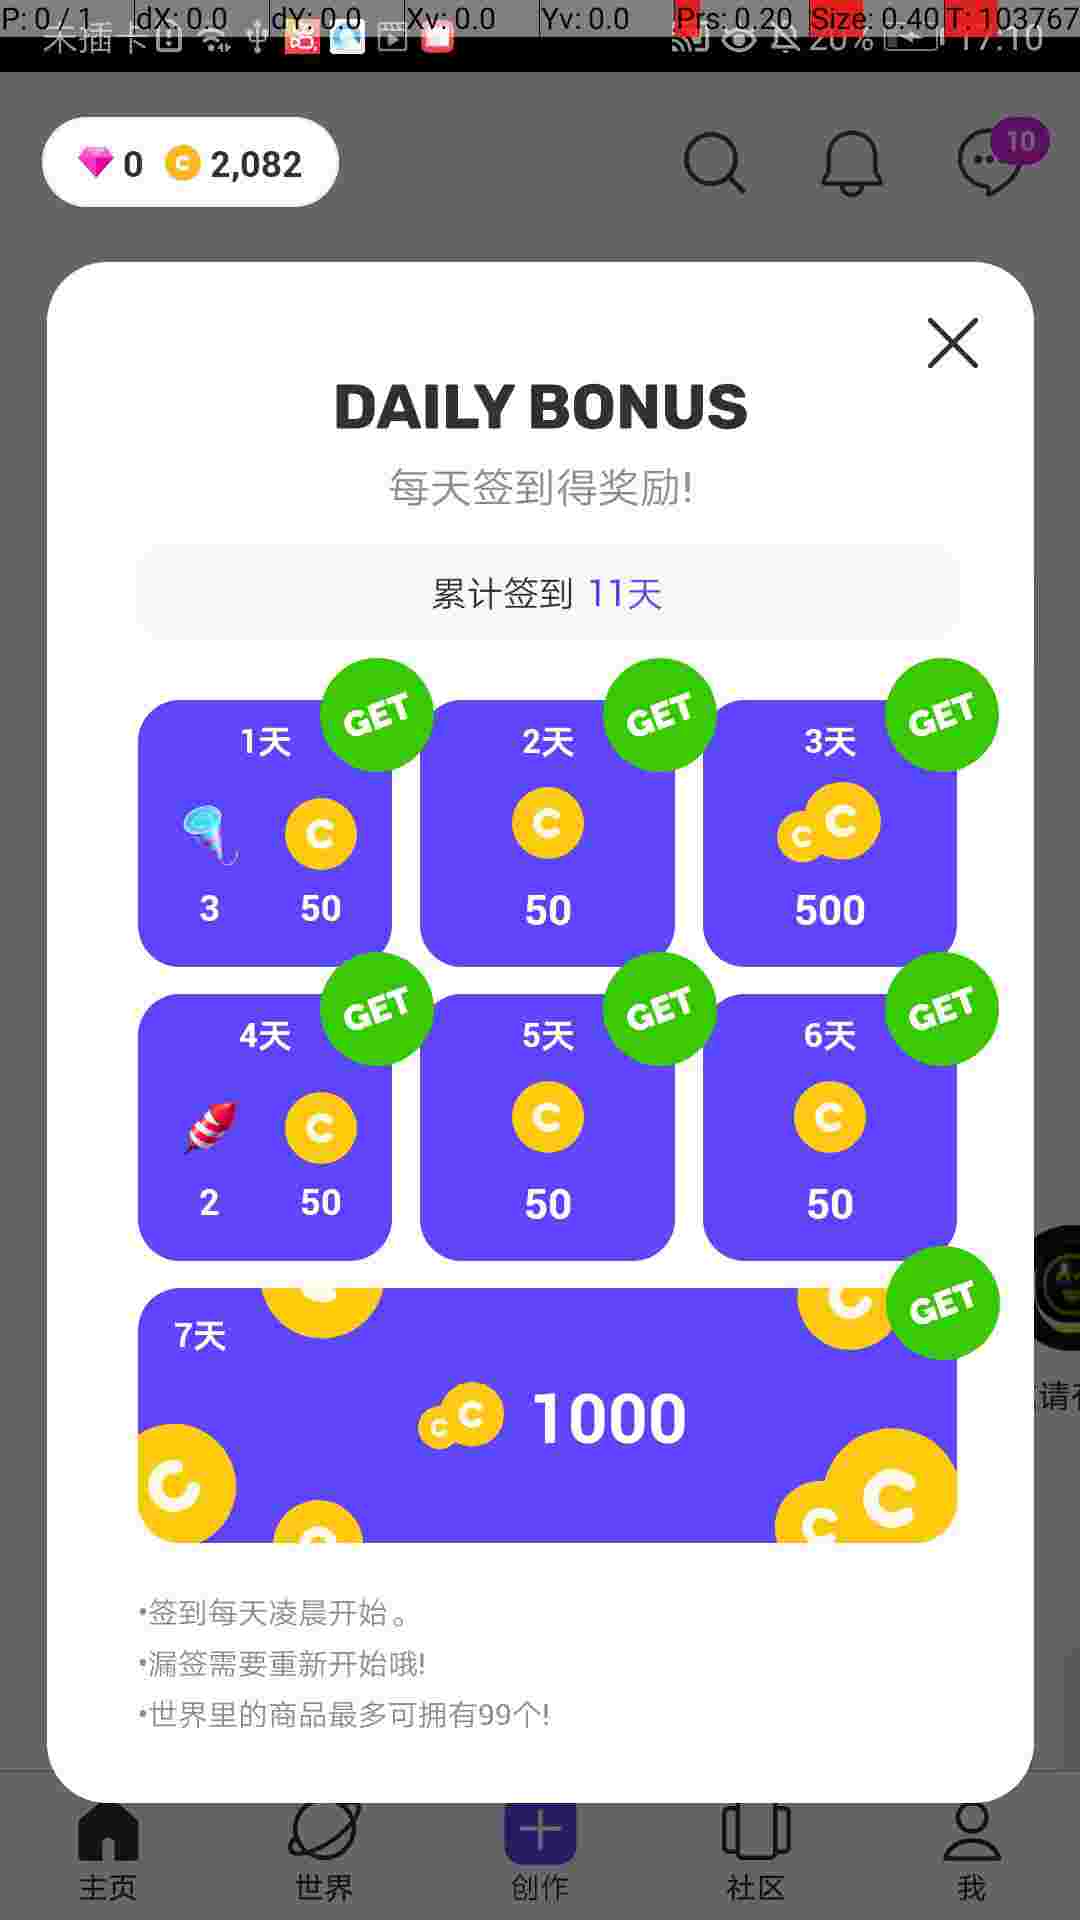 P: 0 / 1 dX: 0.0 dY: 0.0 Xv: 0.0 Yv: 0.0 Prs: 0.20 Size: 0.40 T: 103767
未插卡 20% 17:10
0 C 2,082 10
DAILY BONUS
每天签到得奖励!
累计签到 11天
GET GET GET
1天 2天 3天
C C C C
3 50 50 500
GET GET GET
4天 5天 6天
C C C
2 50 50 50
GET
7天
C C 1000
•签到每天凌晨开始。
•漏签需要重新开始哦!
•世界里的商品最多可拥有99个!
主页 世界 创作 社区 我